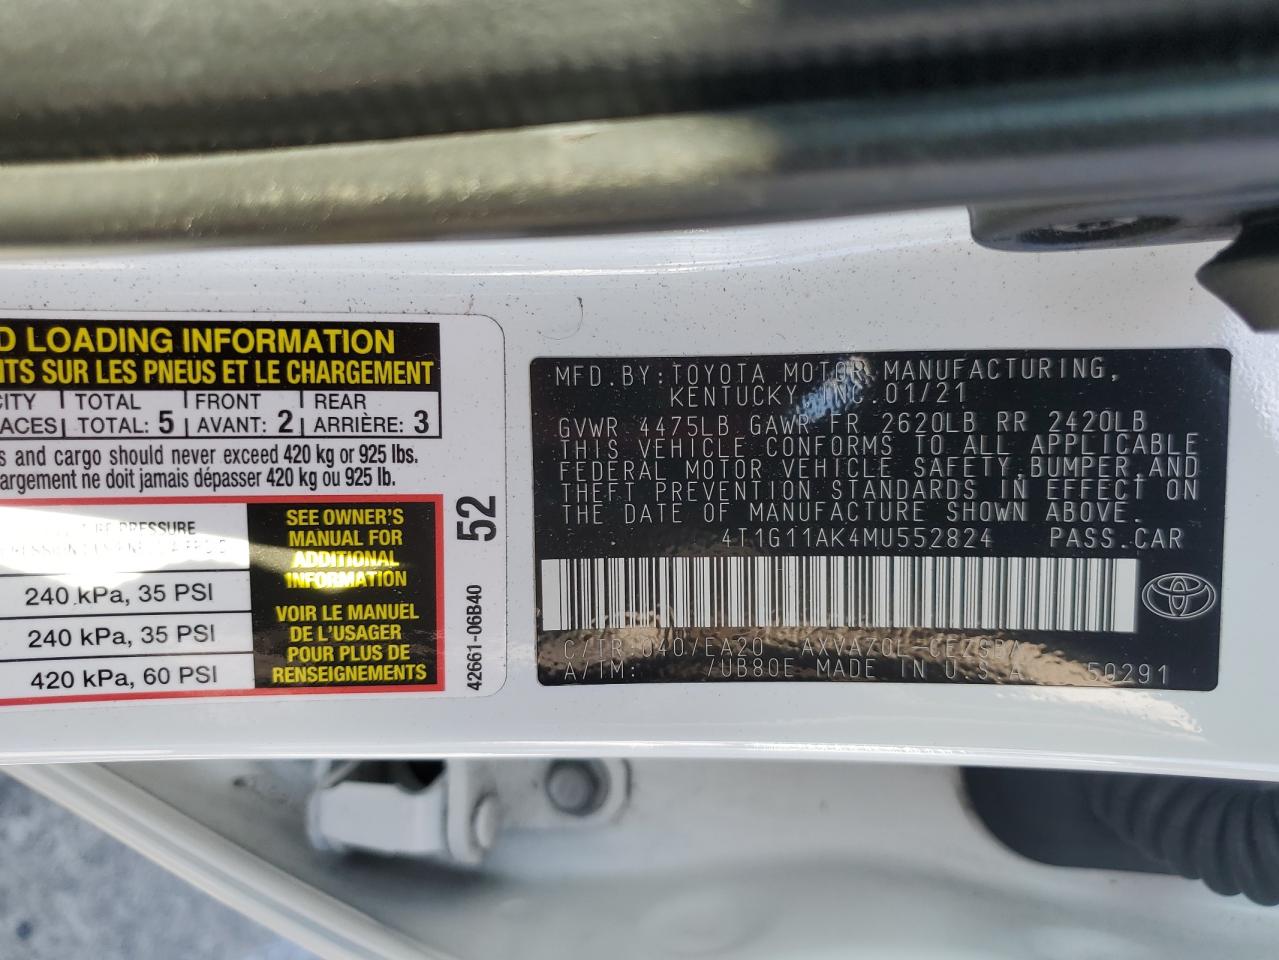 D LOADING INFORMATION
NTS SUR LES PNEUS ET LE CHARGEMENT
CITY TOTAL FRONT REAR
ACES TOTAL: 5 AVANT: 2 ARRIÈRE: 3
s and cargo should never exceed 420 kg or 925 lbs.
argement ne doit jamais dépasser 420 kg ou 925 lb.
PRESSURE
240 kPa, 35 PSI
240 kPa, 35 PSI
420 kPa, 60 PSI
SEE OWNER'S
MANUAL FOR
ADDITIONAL
INFORMATION
VOIR LE MANUEL
DE L'USAGER
POUR PLUS DE
RENSEIGNEMENTS
52
42661-06B40
MFD.BY:TOYOTA MOTOR MANUFACTURING,
KENTUCKY, INC. 01/21
GVWR 4475LB GAWR FR 2620LB RR 2420LB
THIS VEHICLE CONFORMS TO ALL APPLICABLE
FEDERAL MOTOR VEHICLE SAFETY,BUMPER,AND
THEFT PREVENTION STANDARDS IN EFFECT ON
THE DATE OF MANUFACTURE SHOWN ABOVE.
4T1G11AK4MU552824 PASS.CAR
C/TR:040/EA20
A/TM: /UB80E MADE IN U.S.A. 50291